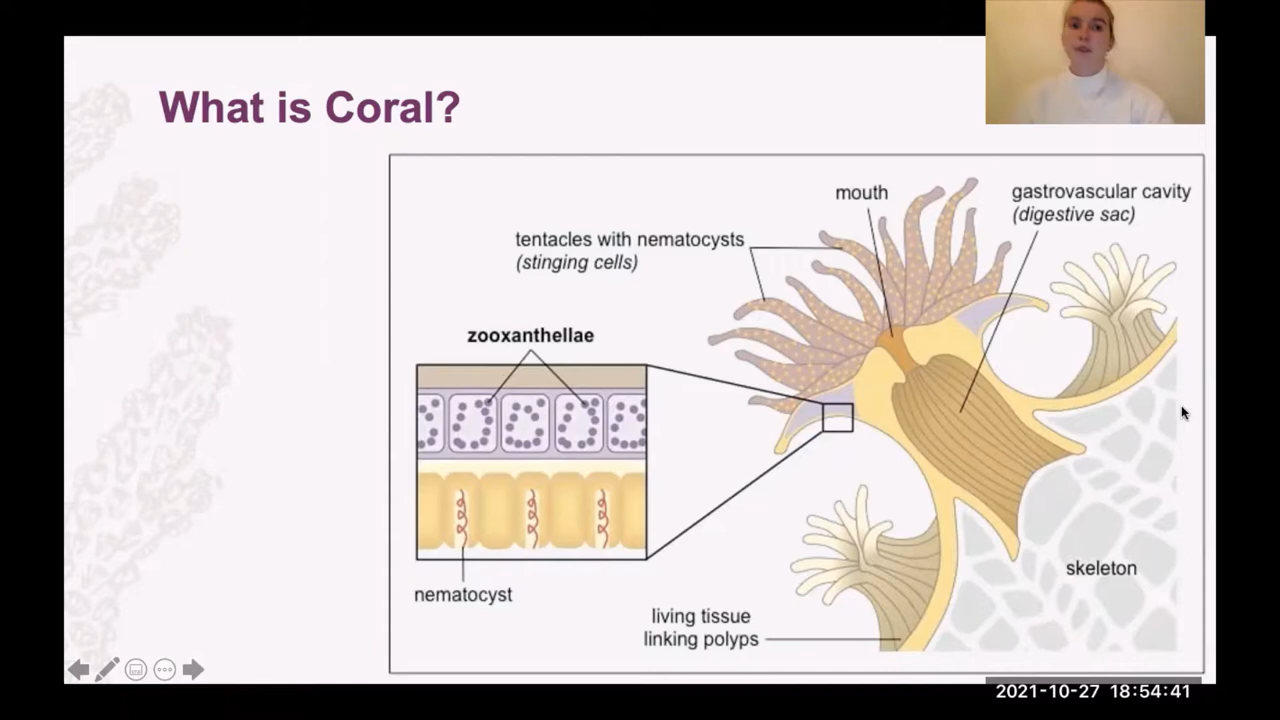 What is Coral?
mouth
gastrovascular cavity
(digestive sac)
tentacles with nematocysts
(stinging cells)
zooxanthellae
nematocyst
skeleton
living tissue
linking polyps
2021-10-27 18:54:41